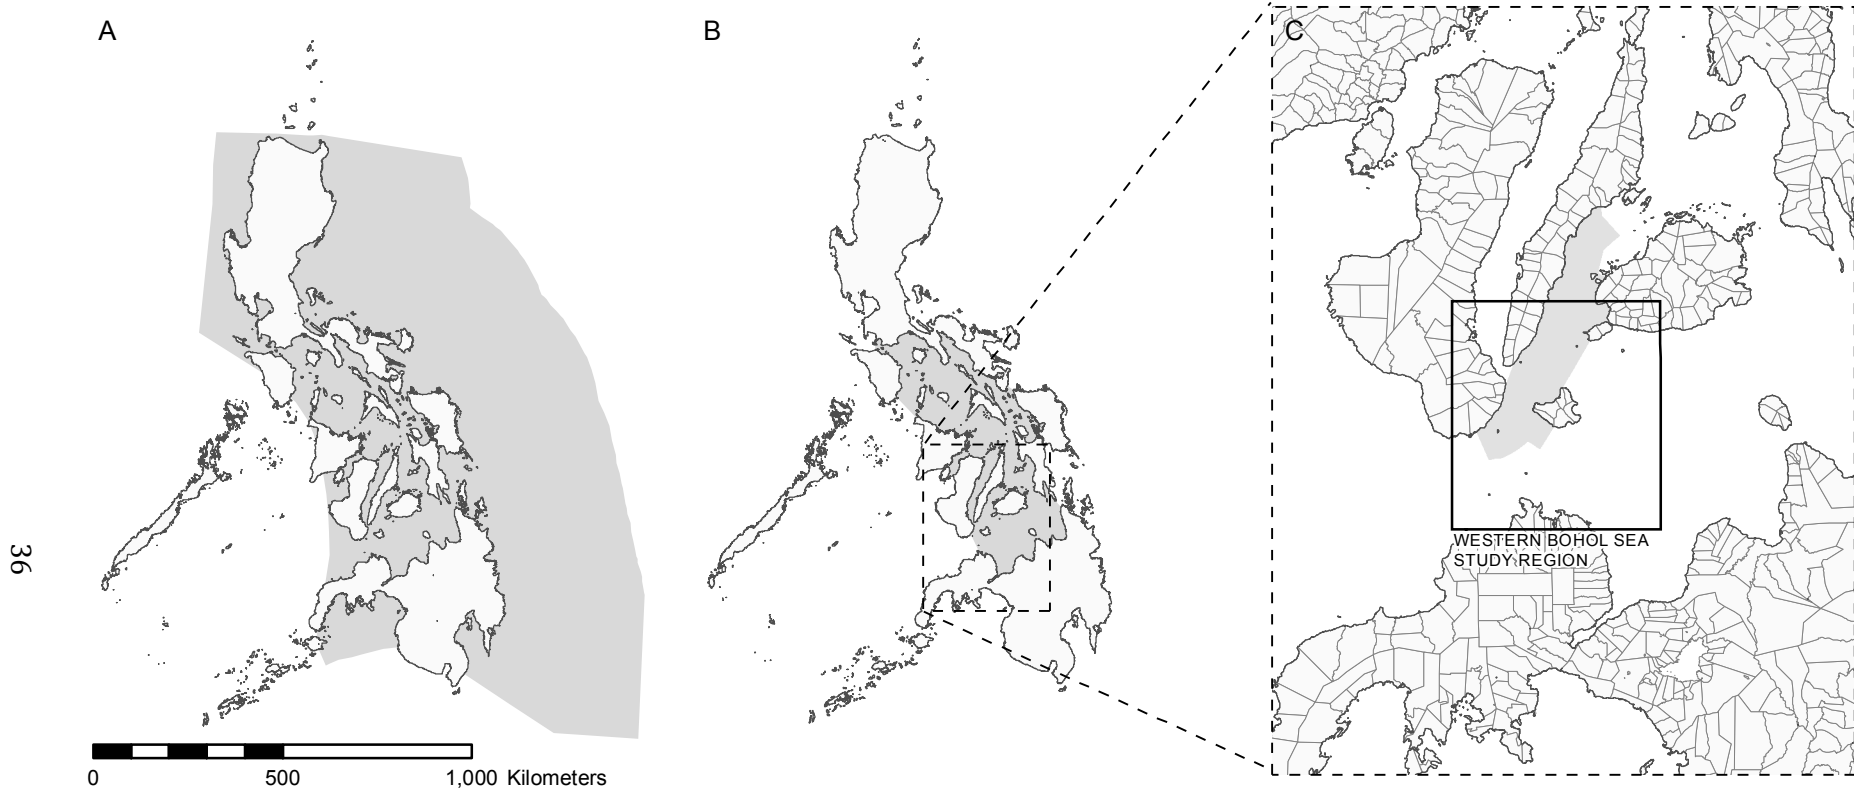 A
B
C
WESTERN BOHOL SEA
STUDY REGION
0 500 1,000 Kilometers
36